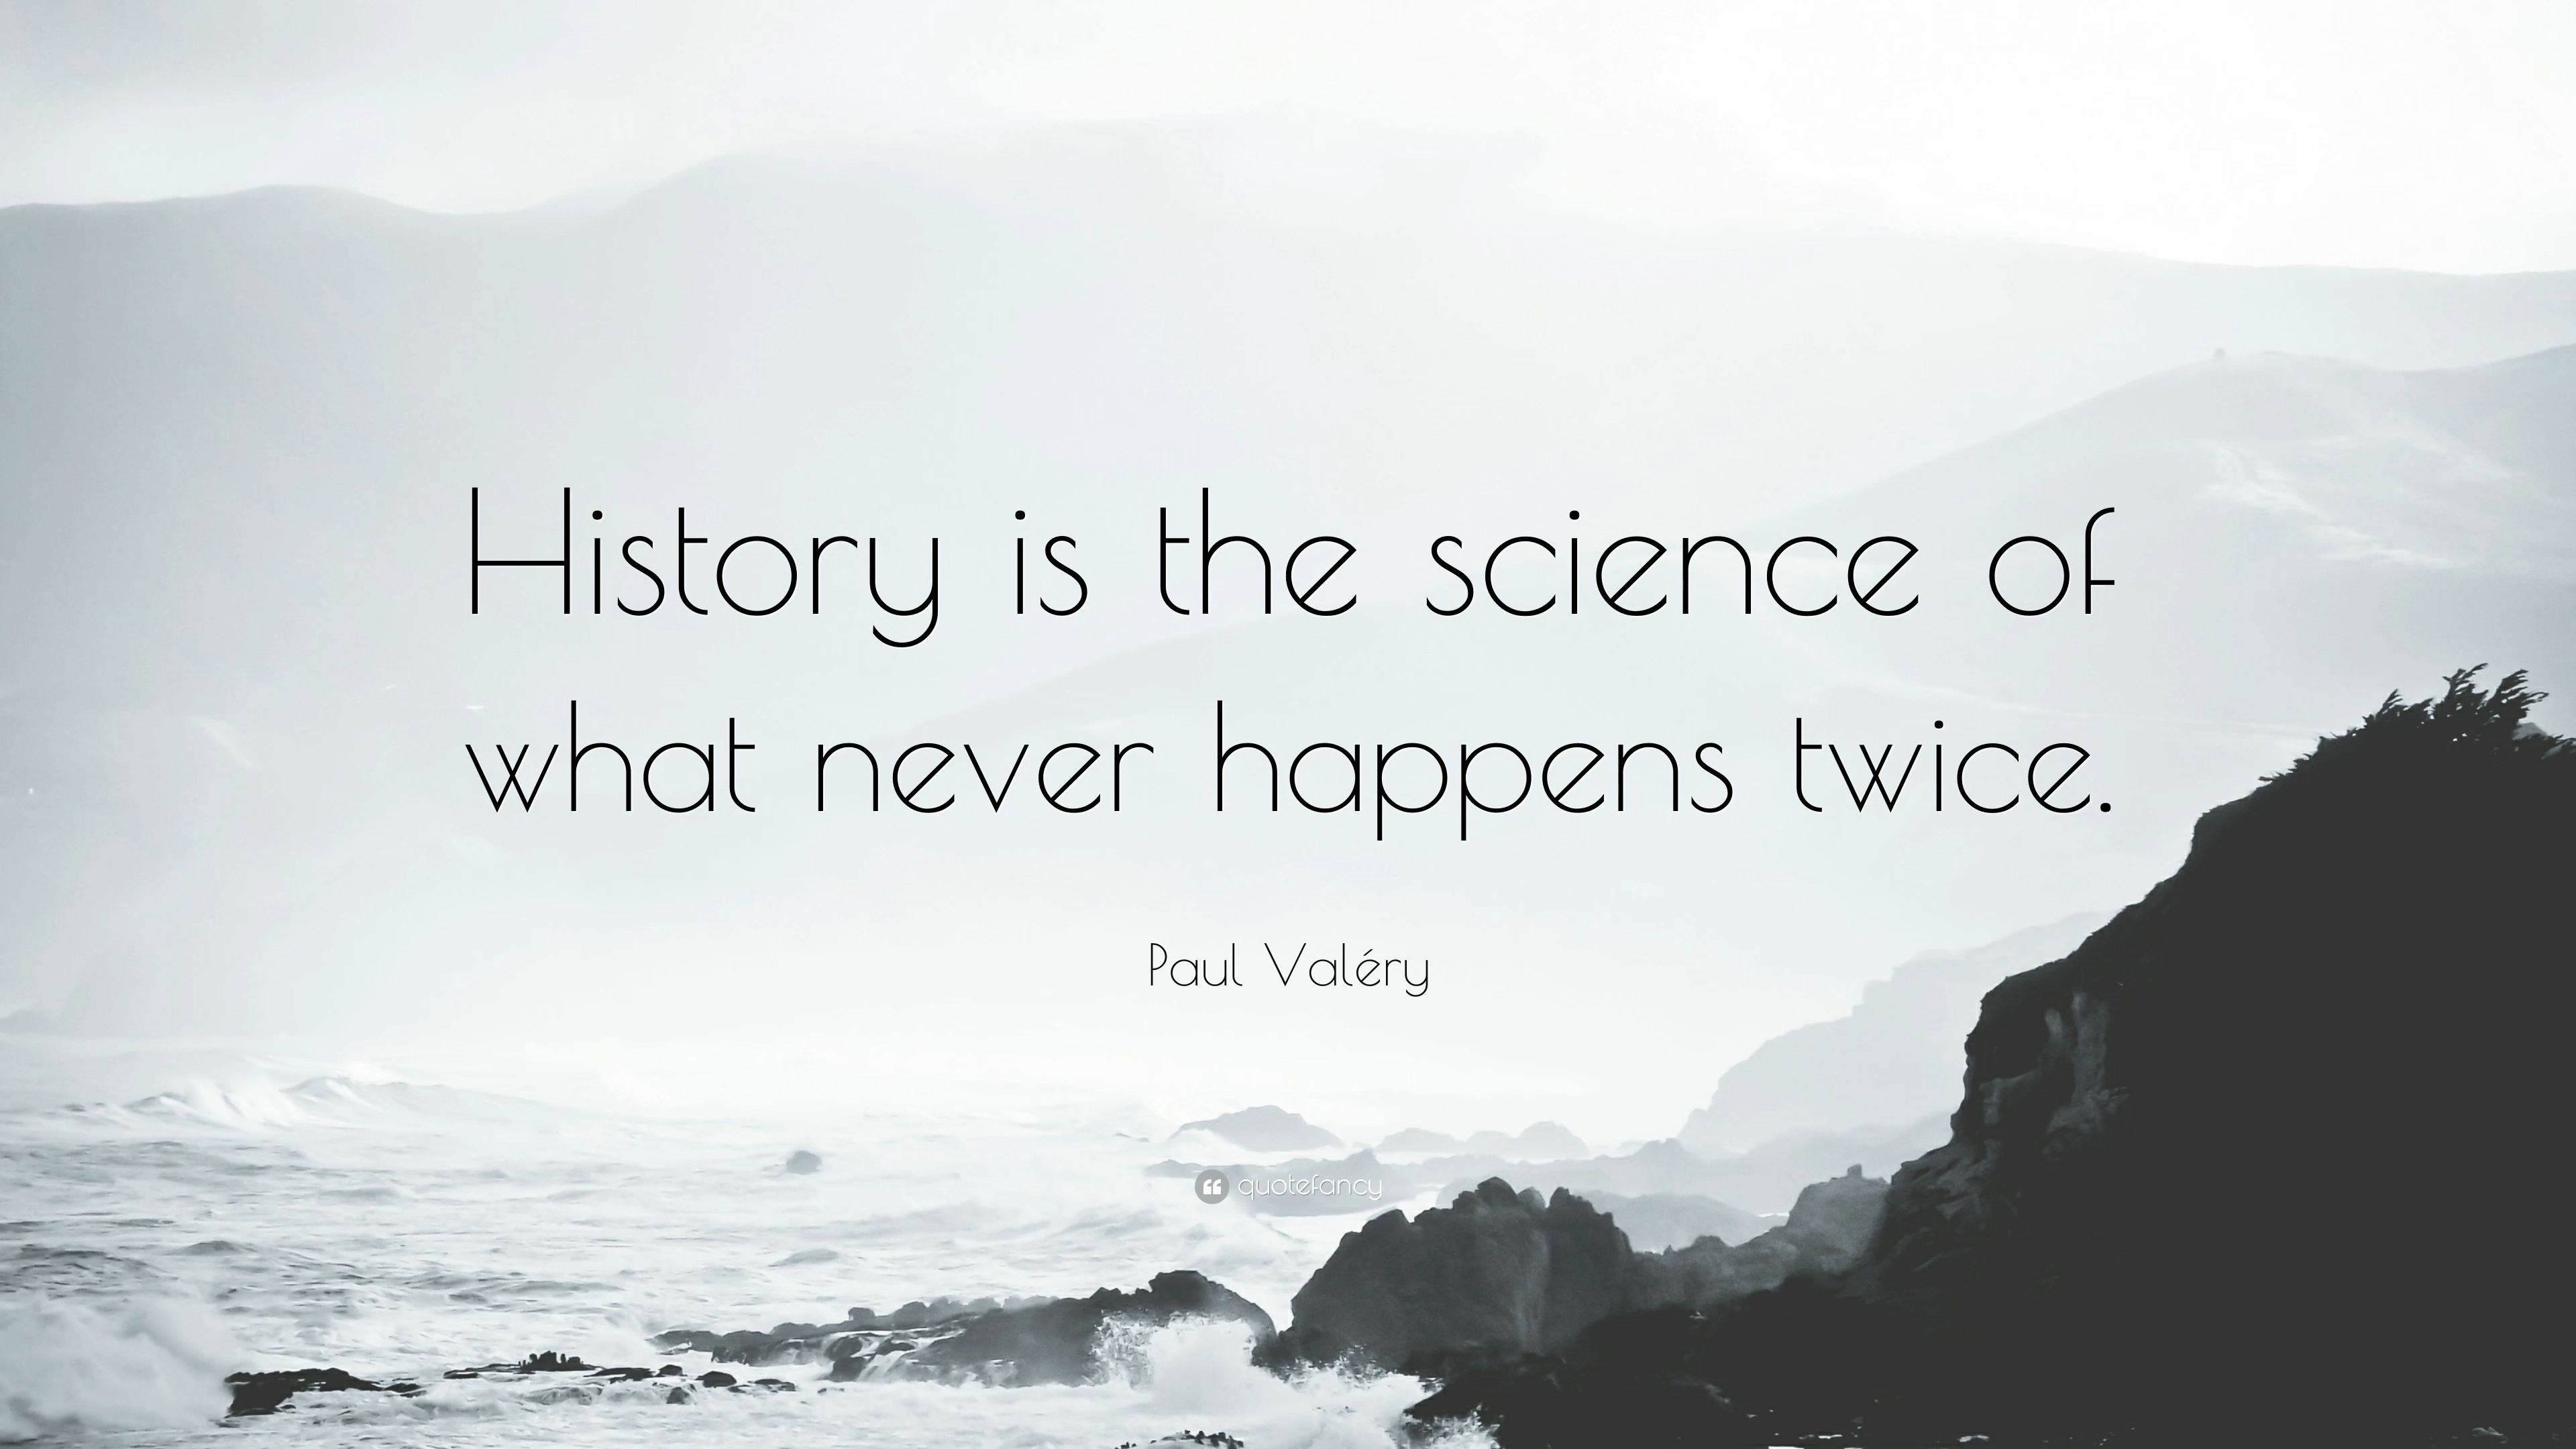 History is the science of
what never happens twice.
Paul Valéry
quotefancy